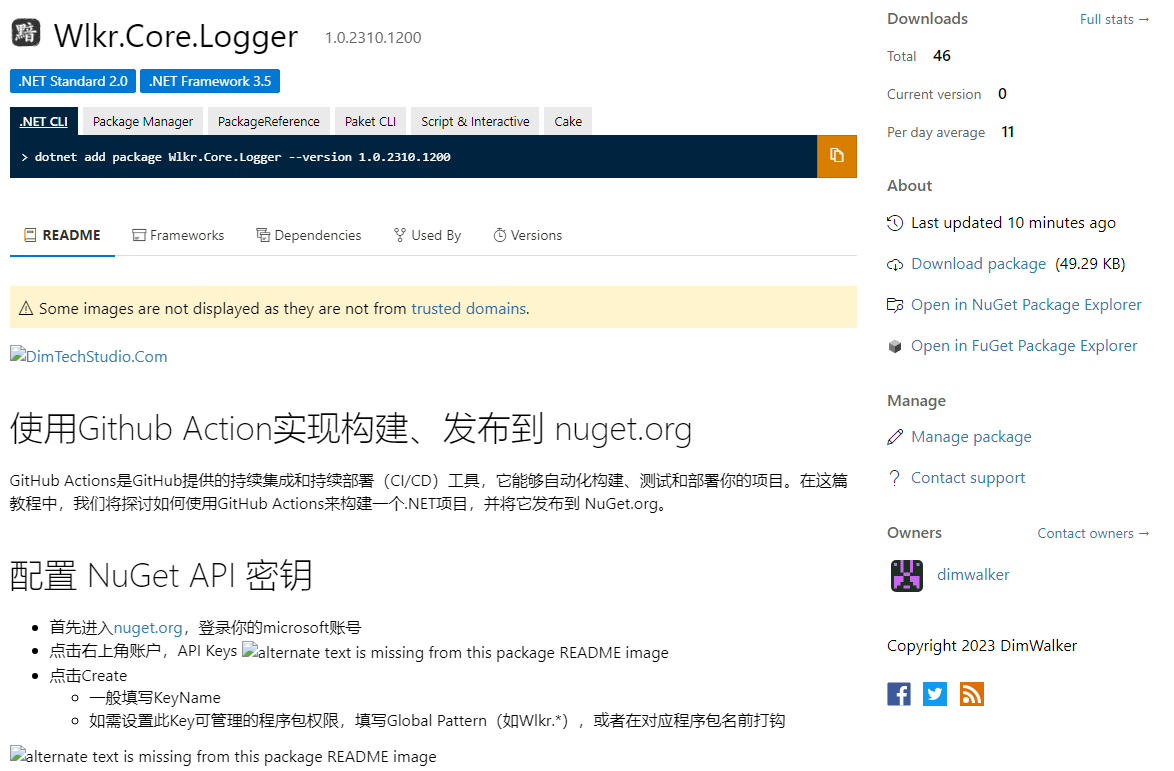 黯
Wlkr.Core.Logger 1.0.2310.1200
.NET Standard 2.0 .NET Framework 3.5
.NET CLI Package Manager PackageReference Paket CLI Script & Interactive Cake
> dotnet add package Wlkr.Core.Logger --version 1.0.2310.1200
README Frameworks Dependencies Used By Versions
Some images are not displayed as they are not from trusted domains.
DimTechStudio.Com
使用Github Action实现构建、发布到 nuget.org
GitHub Actions是GitHub提供的持续集成和持续部署（CI/CD）工具，它能够自动化构建、测试和部署你的项目。在这篇
教程中，我们将探讨如何使用GitHub Actions来构建一个.NET项目，并将它发布到 NuGet.org。
配置 NuGet API 密钥
• 首先进入nuget.org，登录你的microsoft账号
• 点击右上角账户，API Keys alternate text is missing from this package README image
• 点击Create
◦ 一般填写KeyName
◦ 如需设置此Key可管理的程序包权限，填写Global Pattern（如Wlkr.*），或者在对应程序包名前打钩
alternate text is missing from this package README image
Downloads Full stats →
Total 46
Current version 0
Per day average 11
About
Last updated 10 minutes ago
Download package (49.29 KB)
Open in NuGet Package Explorer
Open in FuGet Package Explorer
Manage
Manage package
? Contact support
Owners Contact owners →
dimwalker
Copyright 2023 DimWalker